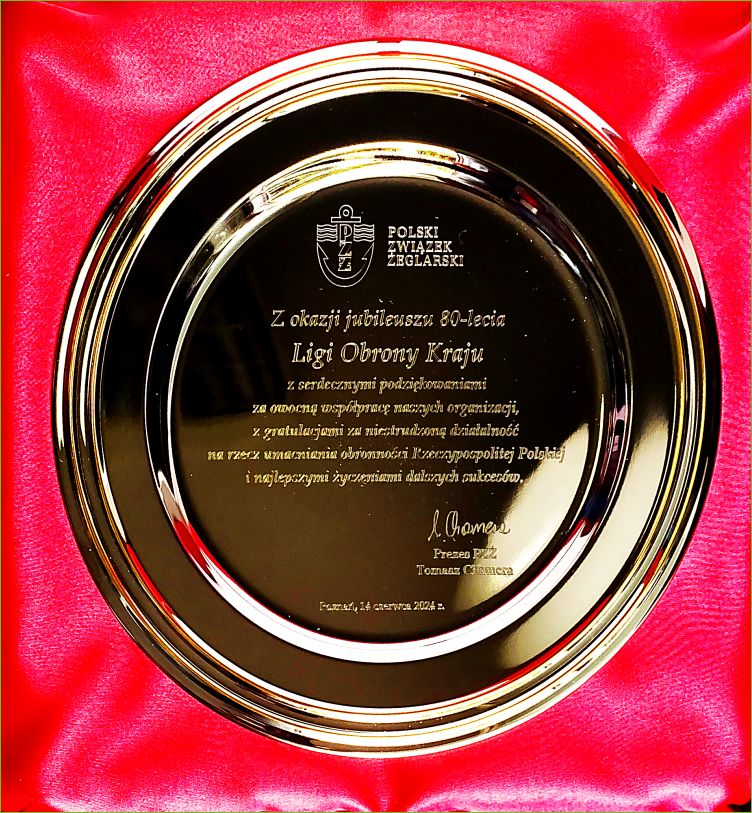 PZŻ
POLSKI
ZWIĄZEK
ŻEGLARSKI
Z okazji jubileuszu 80-lecia
Ligi Obrony Kraju
z serdecznymi podziękowaniami
za owocną współpracę naszych organizacji,
z gratulacjami za niestrudzoną działalność
na rzecz umacniania obronności Rzeczypospolitej Polskiej
i najlepszymi życzeniami dalszych sukcesów,
Prezes PZŻ
Tomasz Chamera
Poznań, 14 czerwca 2024 r.